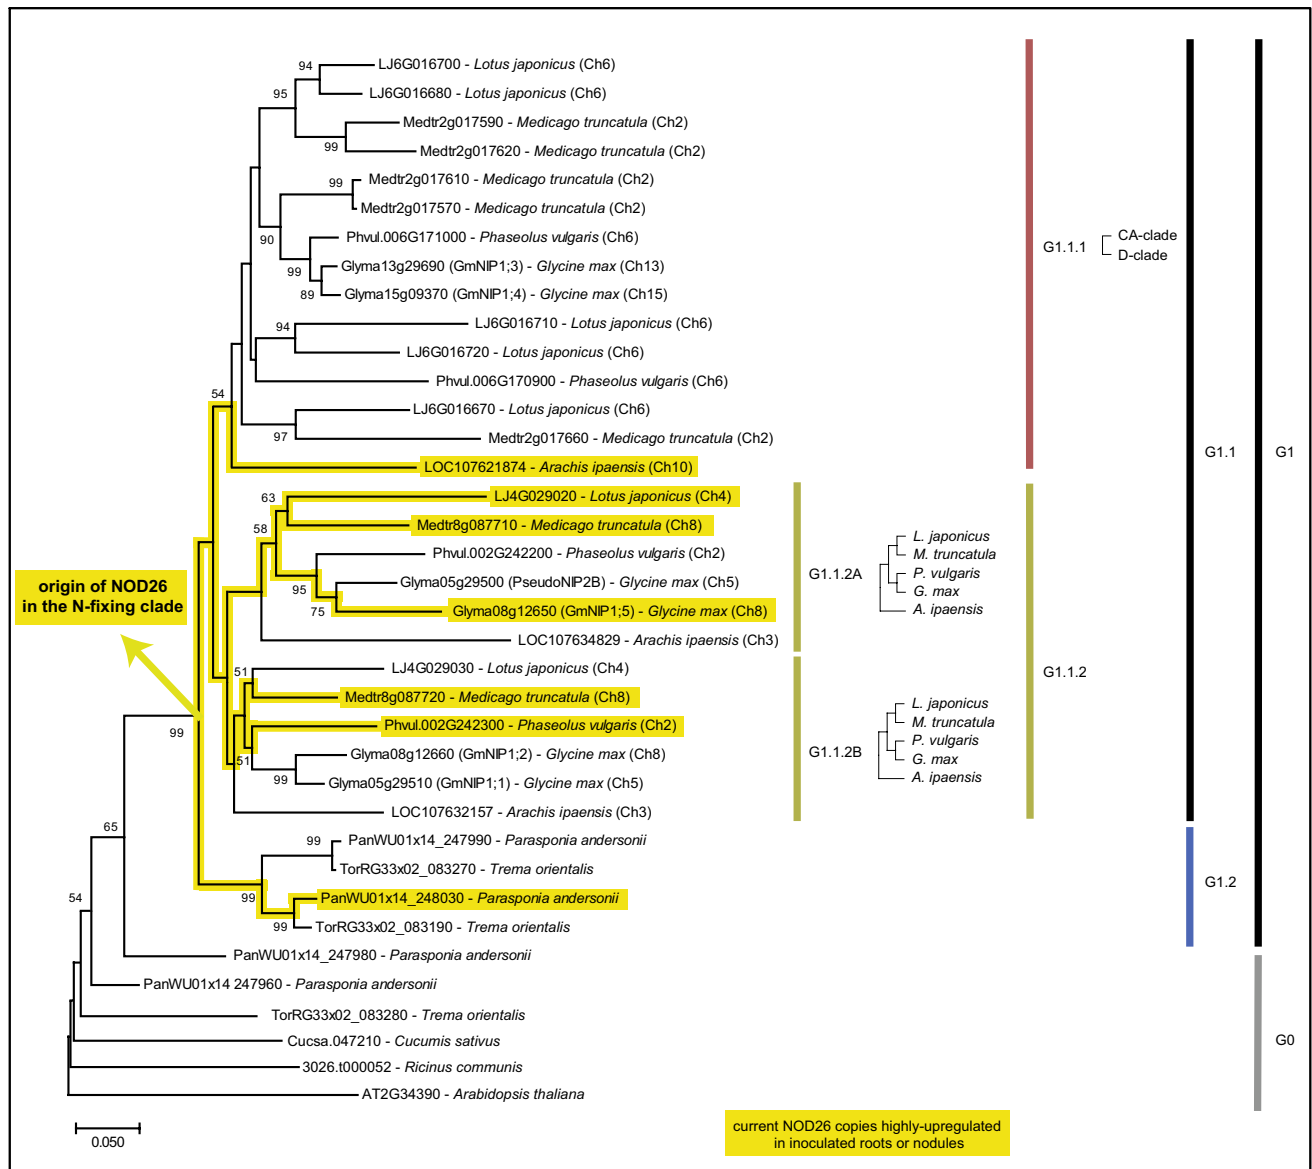 94
LJ6G016700 - Lotus japonicus (Ch6)
LJ6G016680 - Lotus japonicus (Ch6)
95
Medtr2g017590 - Medicago truncatula (Ch2)
99
Medtr2g017620 - Medicago truncatula (Ch2)
99
Medtr2g017610 - Medicago truncatula (Ch2)
Medtr2g017570 - Medicago truncatula (Ch2)
90
Phvul.006G171000 - Phaseolus vulgaris (Ch6)
99
Glyma13g29690 (GmNIP1;3) - Glycine max (Ch13)
89
Glyma15g09370 (GmNIP1;4) - Glycine max (Ch15)
94
LJ6G016710 - Lotus japonicus (Ch6)
LJ6G016720 - Lotus japonicus (Ch6)
Phvul.006G170900 - Phaseolus vulgaris (Ch6)
54
LJ6G016670 - Lotus japonicus (Ch6)
97
Medtr2g017660 - Medicago truncatula (Ch2)
LOC107621874 - Arachis ipaensis (Ch10)
63
LJ4G029020 - Lotus japonicus (Ch4)
58
Medtr8g087710 - Medicago truncatula (Ch8)
Phvul.002G242200 - Phaseolus vulgaris (Ch2)
95
Glyma05g29500 (PseudoNIP2B) - Glycine max (Ch5)
75
Glyma08g12650 (GmNIP1;5) - Glycine max (Ch8)
LOC107634829 - Arachis ipaensis (Ch3)
51
LJ4G029030 - Lotus japonicus (Ch4)
Medtr8g087720 - Medicago truncatula (Ch8)
Phvul.002G242300 - Phaseolus vulgaris (Ch2)
51
Glyma08g12660 (GmNIP1;2) - Glycine max (Ch8)
99
Glyma05g29510 (GmNIP1;1) - Glycine max (Ch5)
LOC107632157 - Arachis ipaensis (Ch3)
99
99
PanWU01x14_247990 - Parasponia andersonii
TorRG33x02_083270 - Trema orientalis
99
PanWU01x14_248030 - Parasponia andersonii
99
TorRG33x02_083190 - Trema orientalis
65
PanWU01x14_247980 - Parasponia andersonii
54
PanWU01x14 247960 - Parasponia andersonii
TorRG33x02_083280 - Trema orientalis
Cucsa.047210 - Cucumis sativus
3026.t000052 - Ricinus communis
AT2G34390 - Arabidopsis thaliana
0.050
origin of NOD26
in the N-fixing clade
G1.1.1
CA-clade
D-clade
G1.1.2A
L. japonicus
M. truncatula
P. vulgaris
G. max
A. ipaensis
G1.1.2B
L. japonicus
M. truncatula
P. vulgaris
G. max
A. ipaensis
G1.1.2
G1.1
G1.2
G1
G0
current NOD26 copies highly-upregulated
in inoculated roots or nodules